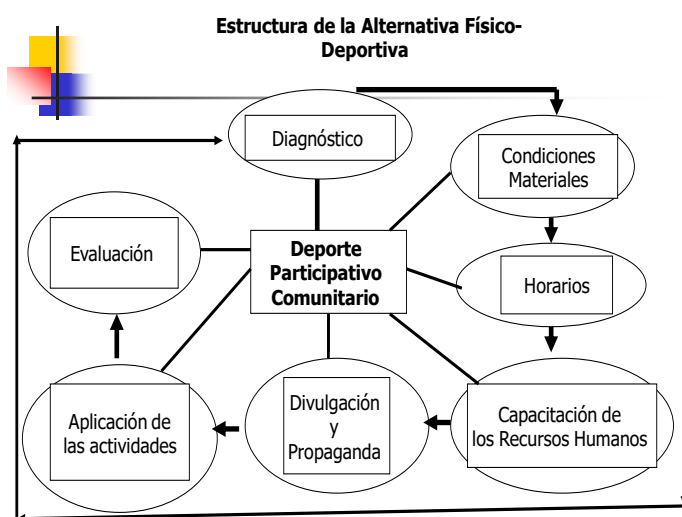 Estructura de la Alternativa Físico-
Deportiva
Diagnóstico
Condiciones
Materiales
Evaluación
Deporte
Participativo
Comunitario
Horarios
Aplicación de
las actividades
Divulgación
y
Propaganda
Capacitación de
los Recursos Humanos